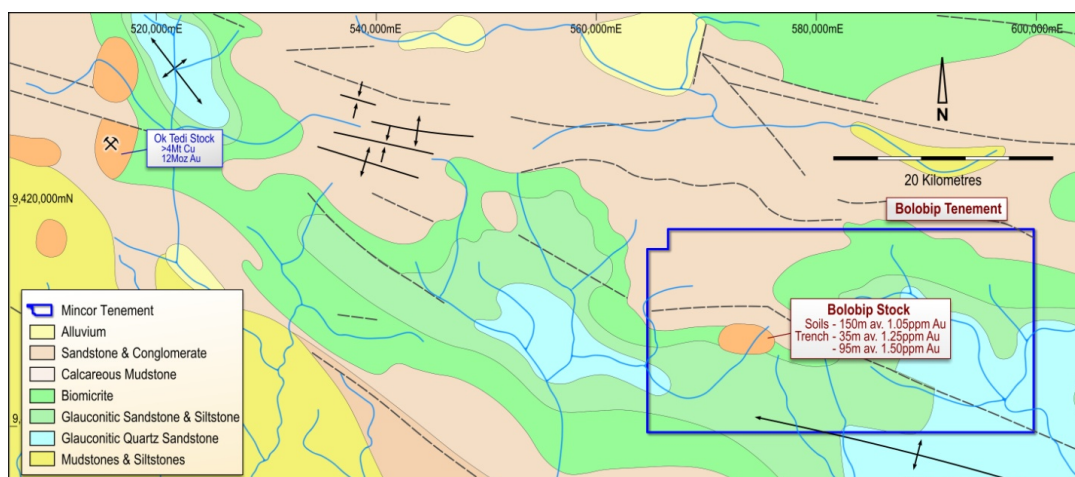 520,000mE
540,000mE
560,000mE
580,000mE
600,000mE
Ok Tedi Stock
>4Mt Cu
12Moz Au
N
20 Kilometres
9,420,000mN
Bolobip Tenement
Bolobip Stock
Soils - 150m av. 1.05ppm Au
Trench - 35m av. 1.25ppm Au
- 95m av. 1.50ppm Au
Mincor Tenement
Alluvium
Sandstone & Conglomerate
Calcareous Mudstone
Biomicrite
Glauconitic Sandstone & Siltstone
Glauconitic Quartz Sandstone
Mudstones & Siltstones